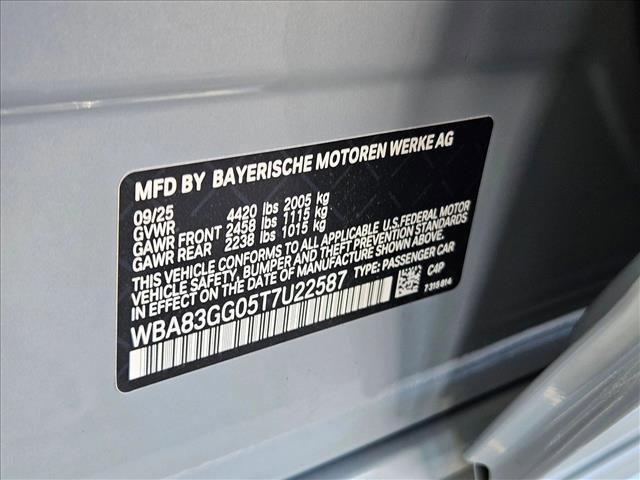 MFD BY BAYERISCHE MOTOREN WERKE AG
09/25
GVWR 4420 lbs 2005 kg
GAWR FRONT 2458 lbs 1115 kg
GAWR REAR 2238 lbs 1015 kg
THIS VEHICLE CONFORMS TO ALL APPLICABLE U.S.FEDERAL MOTOR
VEHICLE SAFETY, BUMPER AND THEFT PREVENTION STANDARDS
IN EFFECT ON THE DATE OF MANUFACTURE SHOWN ABOVE.
WBA83GG05T7U22587 TYPE: PASSENGER CAR
C4P
7315814